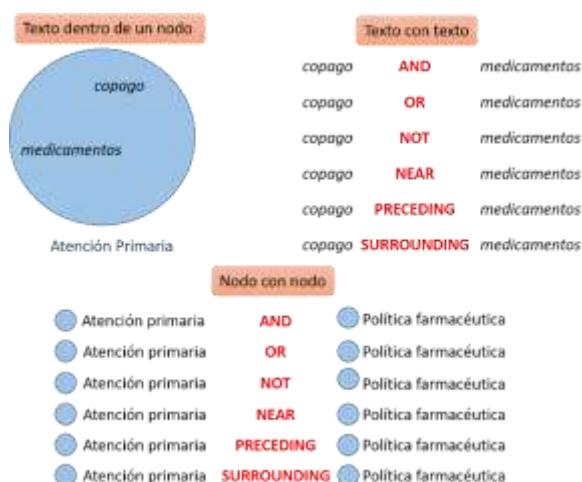 Texto dentro de un nodo
copago
medicamentos
Atención Primaria
Texto con texto
copago AND medicamentos
copago OR medicamentos
copago NOT medicamentos
copago NEAR medicamentos
copago PRECEDING medicamentos
copago SURROUNDING medicamentos
Nodo con nodo
Atención primaria AND Política farmacéutica
Atención primaria OR Política farmacéutica
Atención primaria NOT Política farmacéutica
Atención primaria NEAR Política farmacéutica
Atención primaria PRECEDING Política farmacéutica
Atención primaria SURROUNDING Política farmacéutica